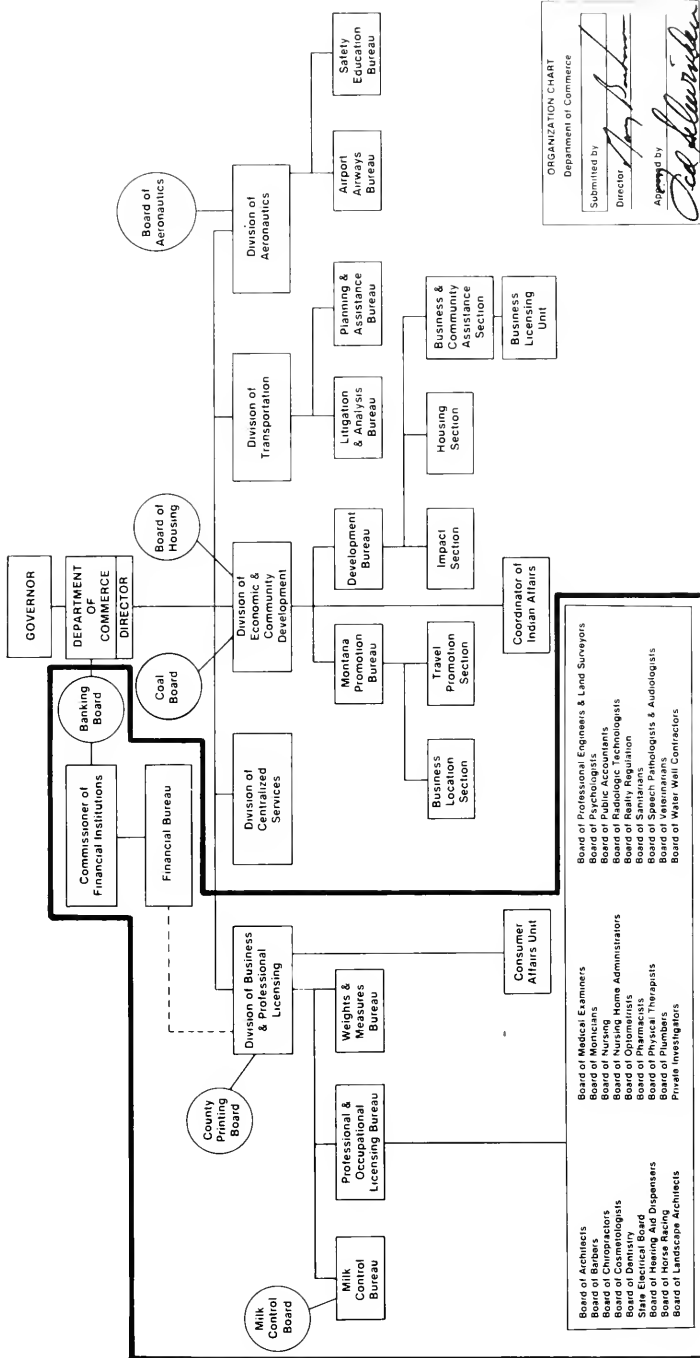 GOVERNOR
DEPARTMENT
OF
COMMERCE
DIRECTOR
Banking
Board
Commissioner of
Financial Institutions
Financial Bureau
Coal
Board
Board of
Housing
Board of
Aeronautics
County
Printing
Board
Division of Business
& Professional
Licensing
Division of
Centralized
Services
Division of
Economic &
Community
Development
Division of
Transportation
Division of
Aeronautics
Milk
Control
Board
Milk
Control
Bureau
Professional &
Occupational
Licensing Bureau
Weights &
Measures
Bureau
Montana
Promotion
Bureau
Development
Bureau
Litigation
& Analysis
Bureau
Planning &
Assistance
Bureau
Airport
Airways
Bureau
Safety
Education
Bureau
Business
Location
Section
Travel
Promotion
Section
Impact
Section
Housing
Section
Business &
Community
Assistance
Section
Business
Licensing
Unit
Consumer
Affairs Unit
Coordinator of
Indian Affairs
Board of Architects
Board of Barbers
Board of Chiropractors
Board of Cosmetologists
Board of Dentistry
State Electrical Board
Board of Hearing Aid Dispensers
Board of Horse Racing
Board of Landscape Architects
Board of Medical Examiners
Board of Morticians
Board of Nursing
Board of Nursing Home Administrators
Board of Optometrists
Board of Pharmacists
Board of Physical Therapists
Board of Plumbers
Private Investigators
Board of Professional Engineers & Land Surveyors
Board of Psychologists
Board of Public Accountants
Board of Radiologic Technologists
Board of Realty Regulation
Board of Sanitarians
Board of Speech Pathologists & Audiologists
Board of Veterinarians
Board of Water Well Contractors
ORGANIZATION CHART
Department of Commerce
Submitted by
Director
Approved by